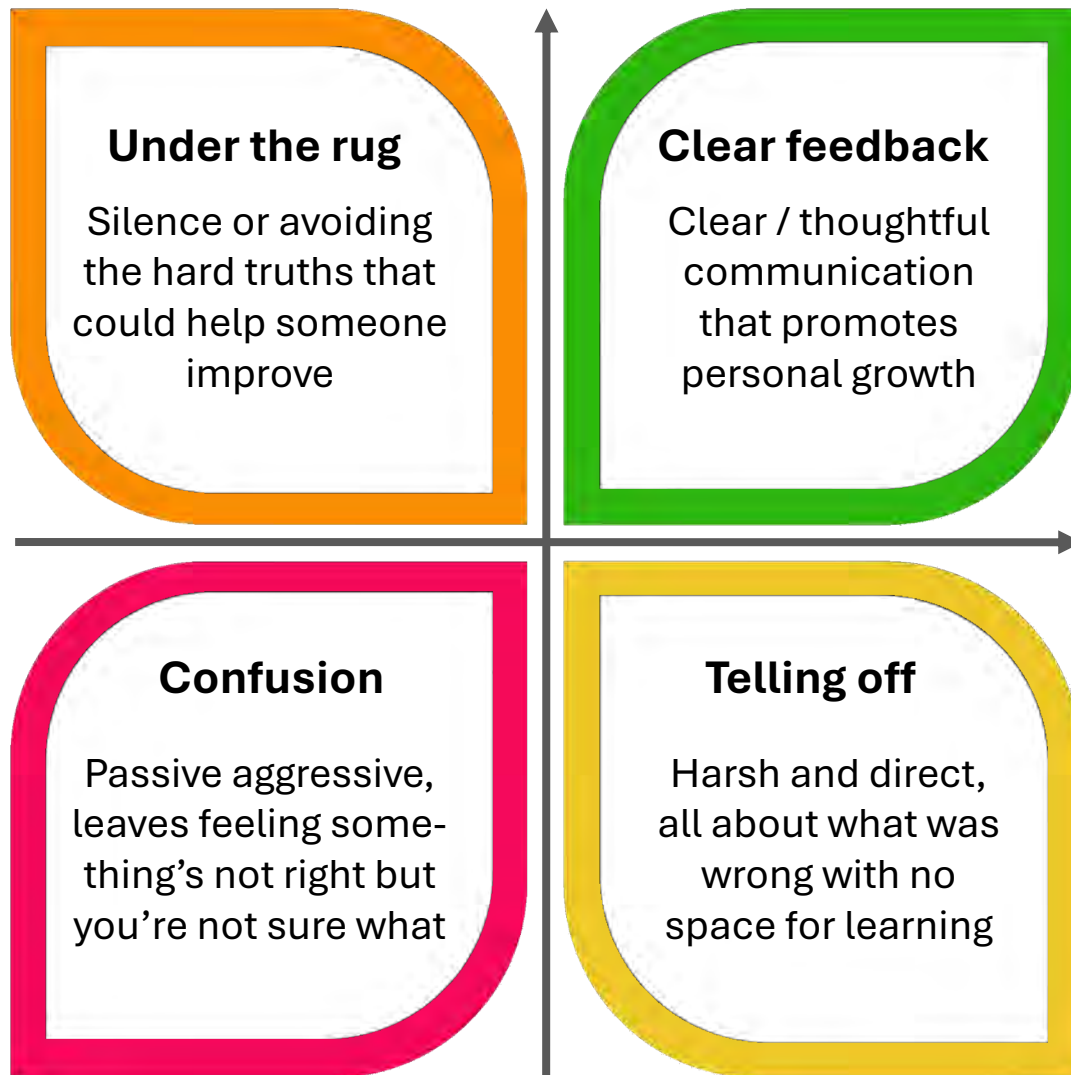 Under the rug
Silence or avoiding
the hard truths that
could help someone
improve
Clear feedback
Clear / thoughtful
communication
that promotes
personal growth
Confusion
Passive aggressive,
leaves feeling some-
thing’s not right but
you’re not sure what
Telling off
Harsh and direct,
all about what was
wrong with no
space for learning